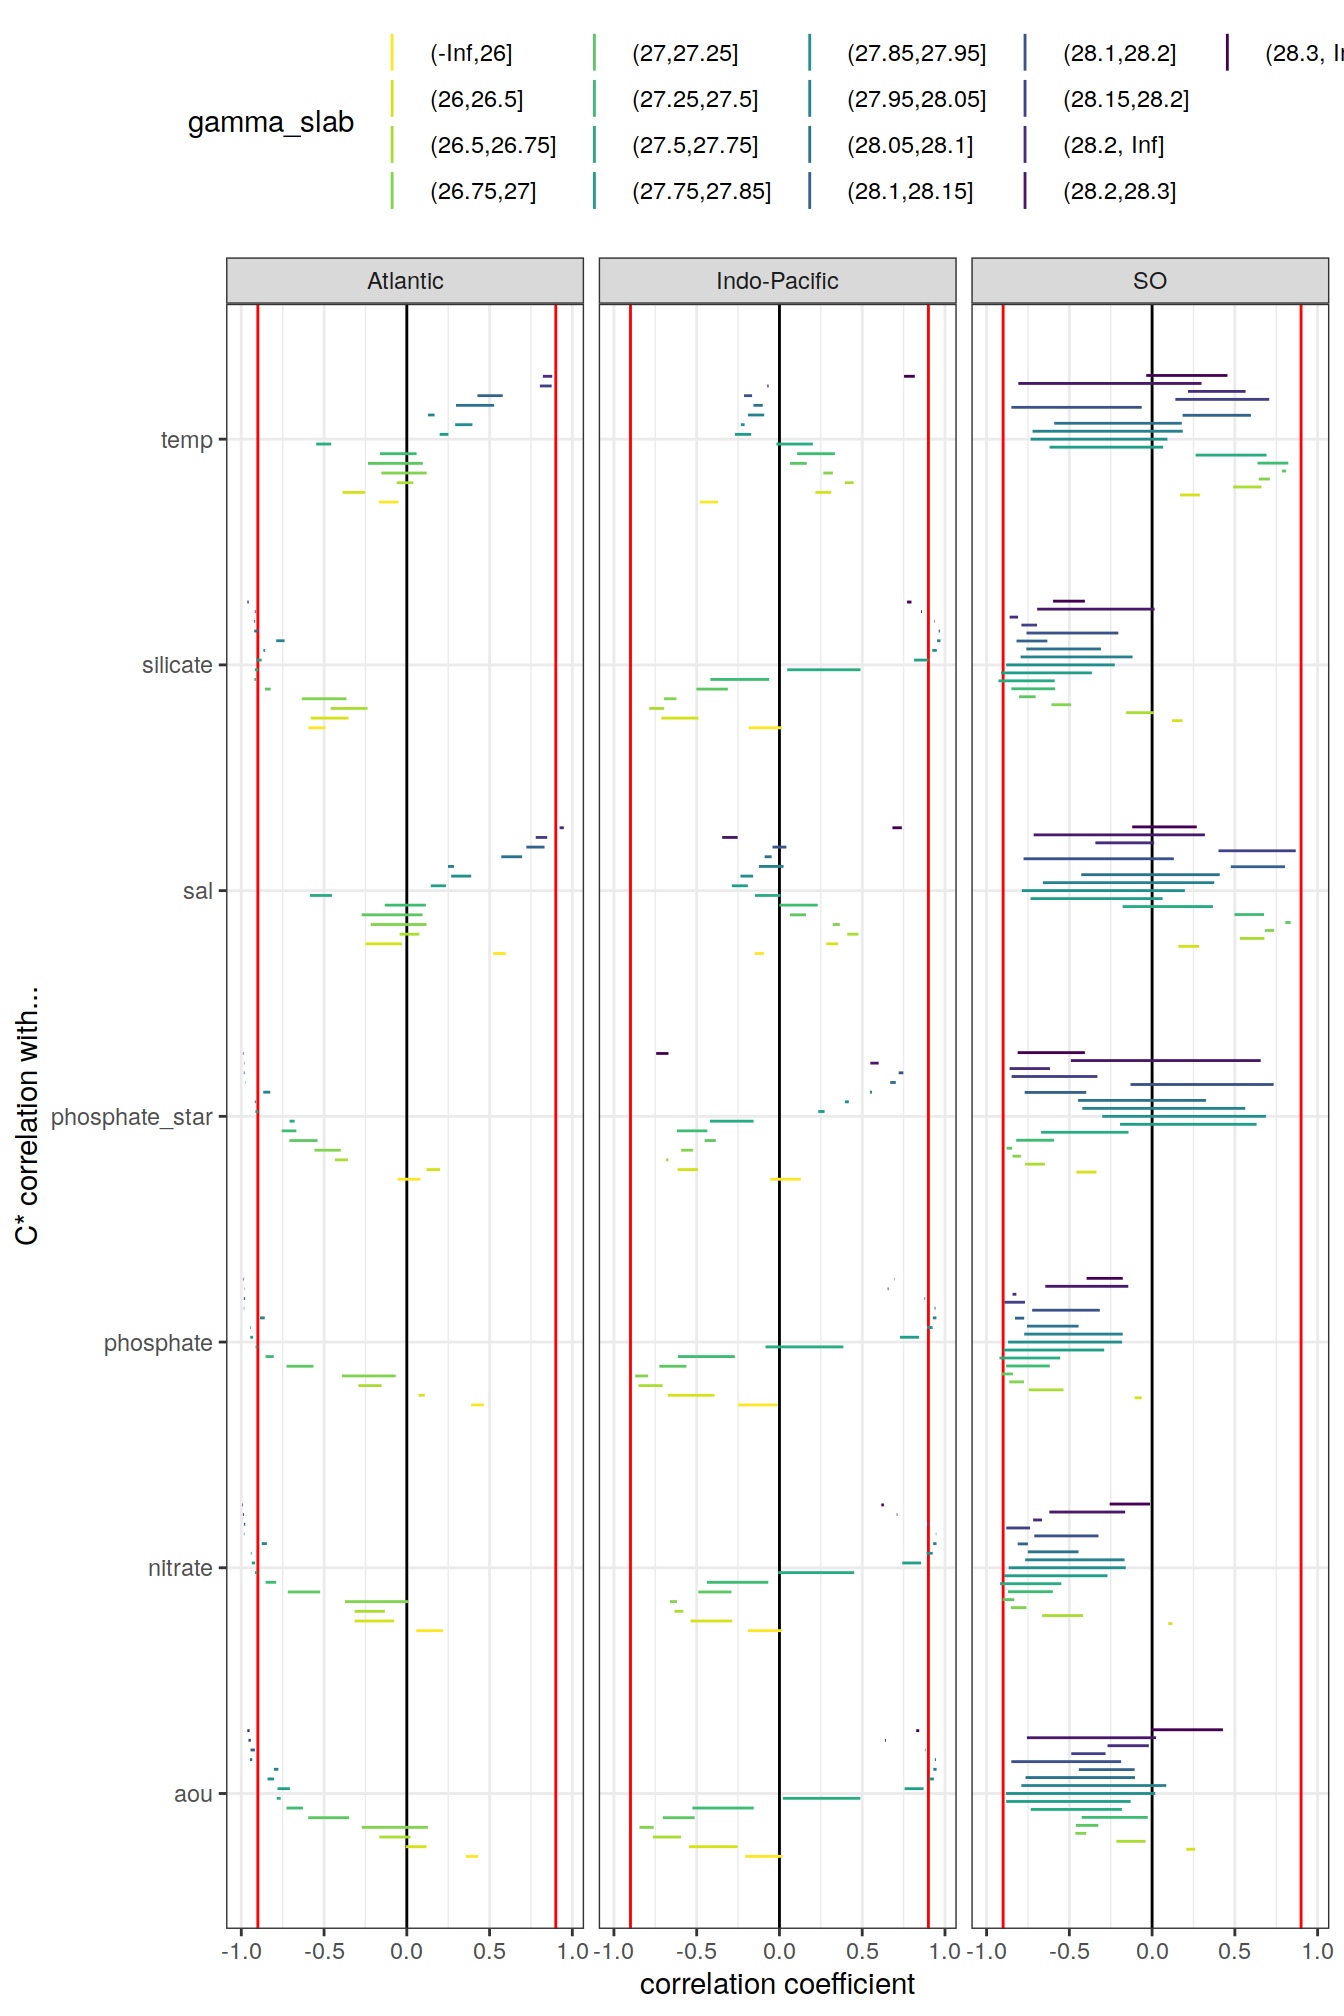 gamma_slab
(-Inf,26] (27,27.25] (27.85,27.95] (28.1,28.2] (28.3,
(26,26.5] (27.25,27.5] (27.95,28.05] (28.15,28.2]
(26.5,26.75] (27.5,27.75] (28.05,28.1] (28.2, Inf]
(26.75,27] (27.75,27.85] (28.1,28.15] (28.2,28.3]
Atlantic Indo-Pacific SO
C* correlation with...
temp
silicate
sal
phosphate_star
phosphate
nitrate
aou
-1.0 -0.5 0.0 0.5 1.0 -1.0 -0.5 0.0 0.5 1.0 -1.0 -0.5 0.0 0.5 1.0
correlation coefficient